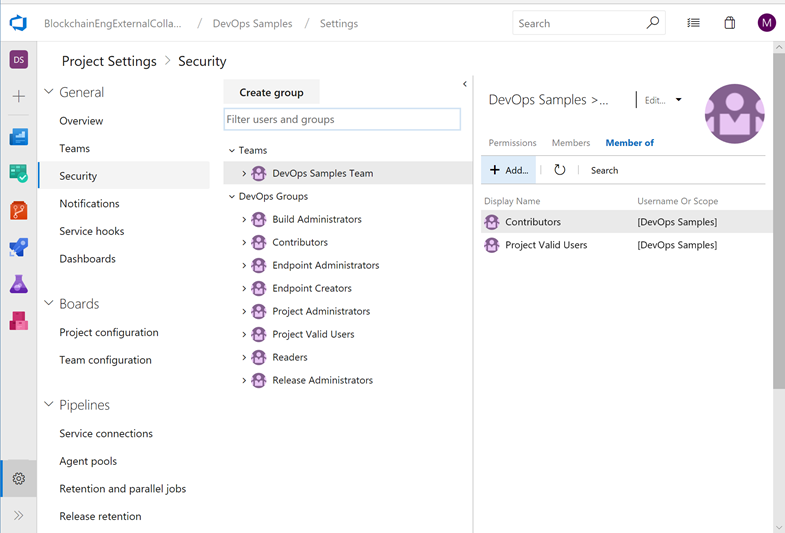 BlockchainEngExternalColla... / DevOps Samples / Settings
Search
M
DS
Project Settings > Security
General
Overview
Teams
Security
Notifications
Service hooks
Dashboards
Boards
Project configuration
Team configuration
Pipelines
Service connections
Agent pools
Retention and parallel jobs
Release retention
Create group
Filter users and groups
Teams
DevOps Samples Team
DevOps Groups
Build Administrators
Contributors
Endpoint Administrators
Endpoint Creators
Project Administrators
Project Valid Users
Readers
Release Administrators
DevOps Samples >...
Edit...
Permissions Members Member of
+ Add... Search
Display Name Username Or Scope
Contributors [DevOps Samples]
Project Valid Users [DevOps Samples]